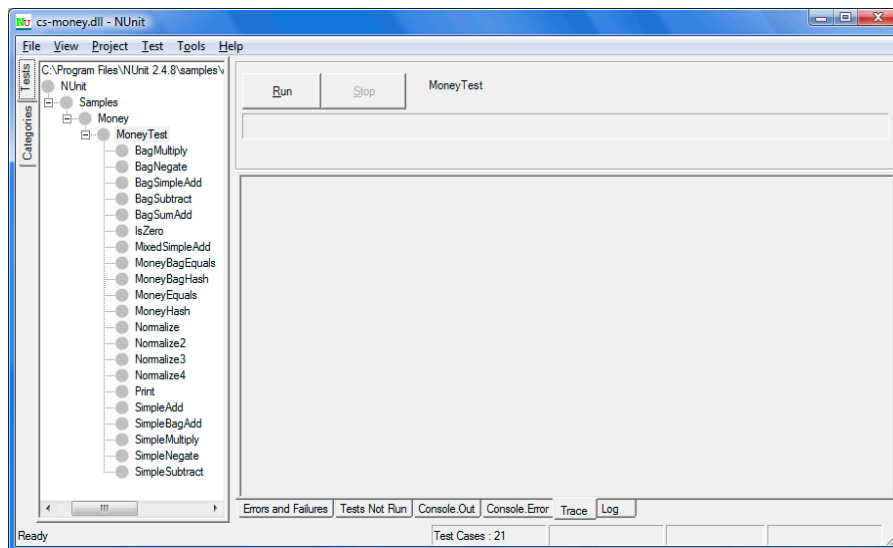 cs-money.dll - NUnit
File View Project Test Tools Help
Tests
Categories
C:\Program Files\NUnit 2.4.8\samples\
NUnit
Samples
Money
MoneyTest
BagMultiply
BagNegate
BagSimpleAdd
BagSubtract
BagSumAdd
IsZero
MixedSimpleAdd
MoneyBagEquals
MoneyBagHash
MoneyEquals
MoneyHash
Normalize
Normalize2
Normalize3
Normalize4
Print
SimpleAdd
SimpleBagAdd
SimpleMultiply
SimpleNegate
SimpleSubtract
Run Stop MoneyTest
Errors and Failures Tests Not Run Console.Out Console.Error Trace Log
Ready Test Cases : 21